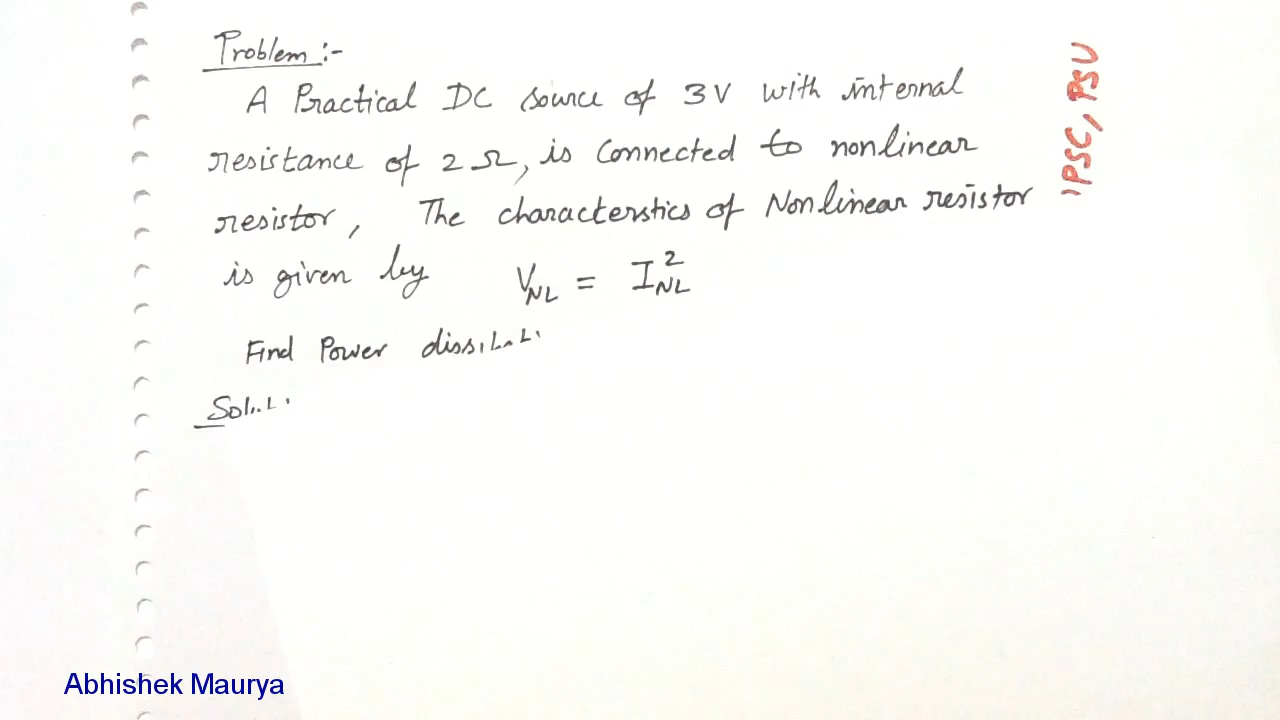 Problem :-
A Practical DC source of 3V with internal
resistance of 2 Ω, is connected to nonlinear
resistor, The characterstics of Nonlinear resistor
is given by V_NL = I_NL^2
Find Power
PSC, PSU
Abhishek Maurya